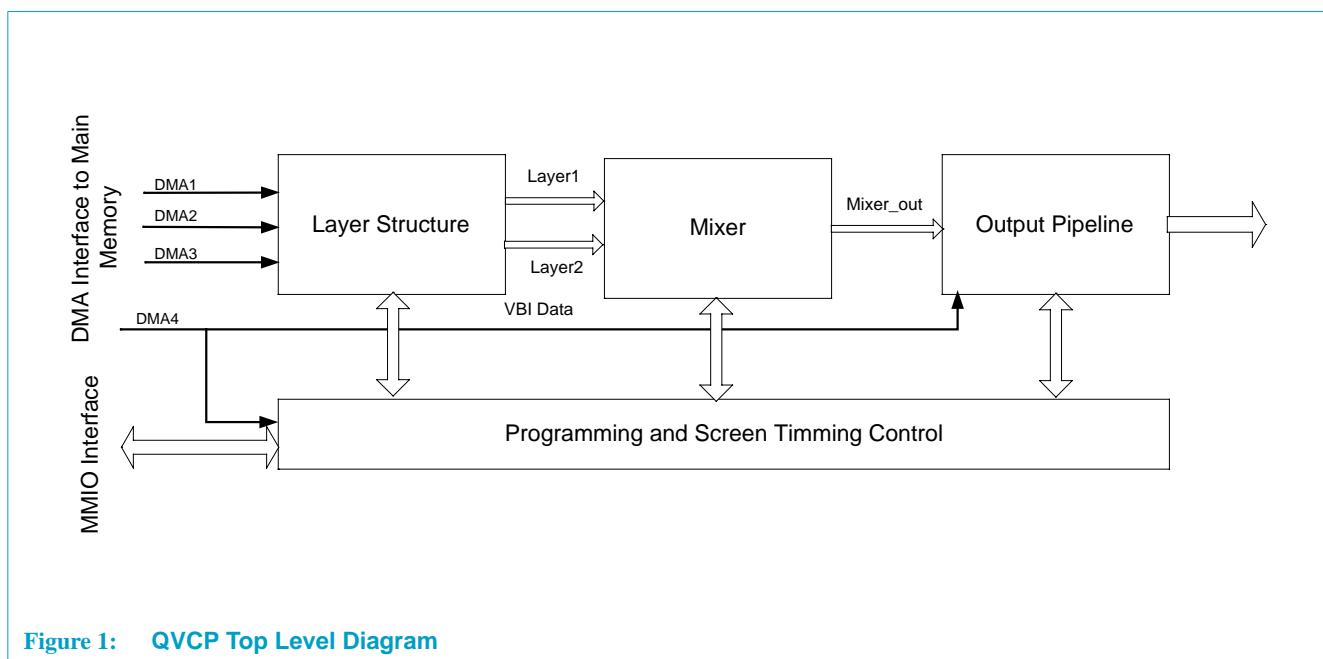 DMA Interface to Main
Memory
DMA1
DMA2
DMA3
Layer Structure
Layer1
Layer2
Mixer
Mixer_out
Output Pipeline
DMA4
VBI Data
MMIO Interface
Programming and Screen Timming Control
Figure 1: QVCP Top Level Diagram